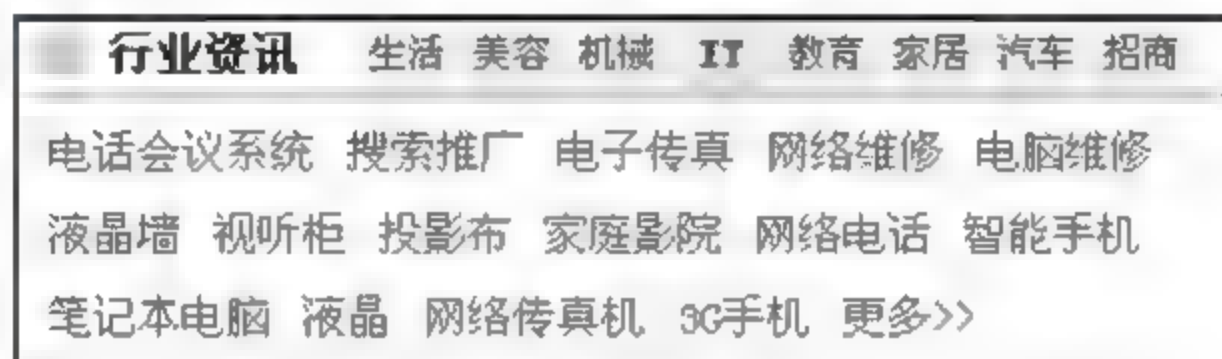 行业资讯 生活 美容 机械 IT 教育 家居 汽车 招商
电话会议系统 搜索推广 电子传真 网络维修 电脑维修
液晶墙 视听柜 投影布 家庭影院 网络电话 智能手机
笔记本电脑 液晶 网络传真机 3G手机 更多>>